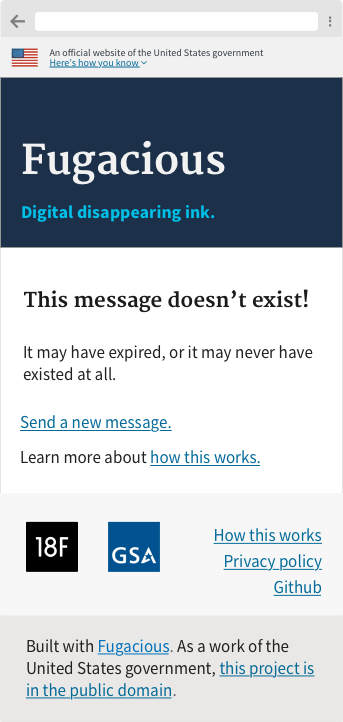 An official website of the United States government
Here's how you know
Fugacious
Digital disappearing ink.
This message doesn’t exist!
It may have expired, or it may never have
existed at all.
Send a new message.
Learn more about how this works.
18F
GSA
How this works
Privacy policy
Github
Built with Fugacious. As a work of the
United States government, this project is
in the public domain.